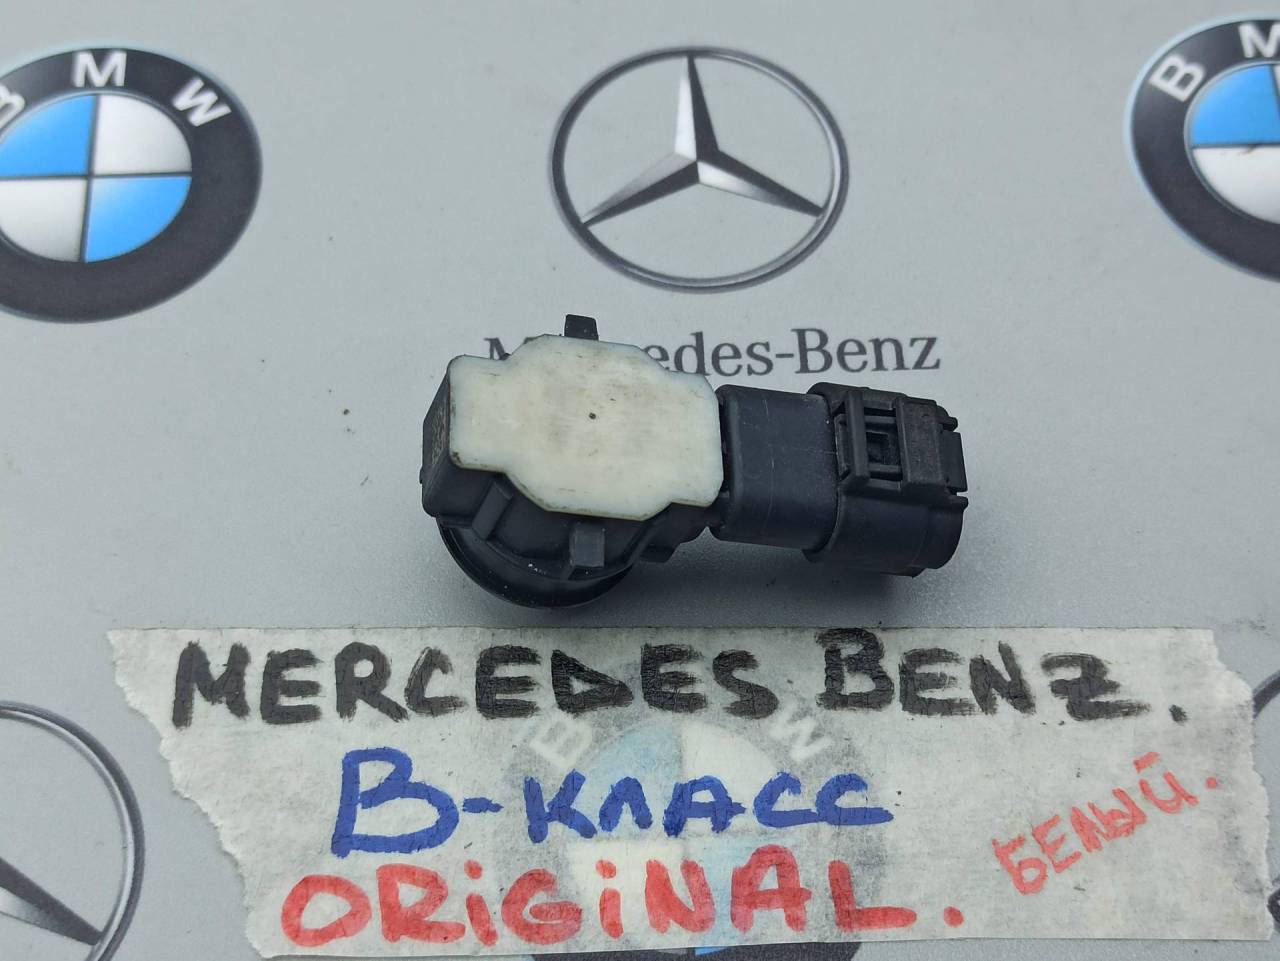 BMW
BMW
Mercedes-Benz
MERCEDES BENZ.
B-КЛАСС
БЕЛЫЙ.
ORiGiNAL.